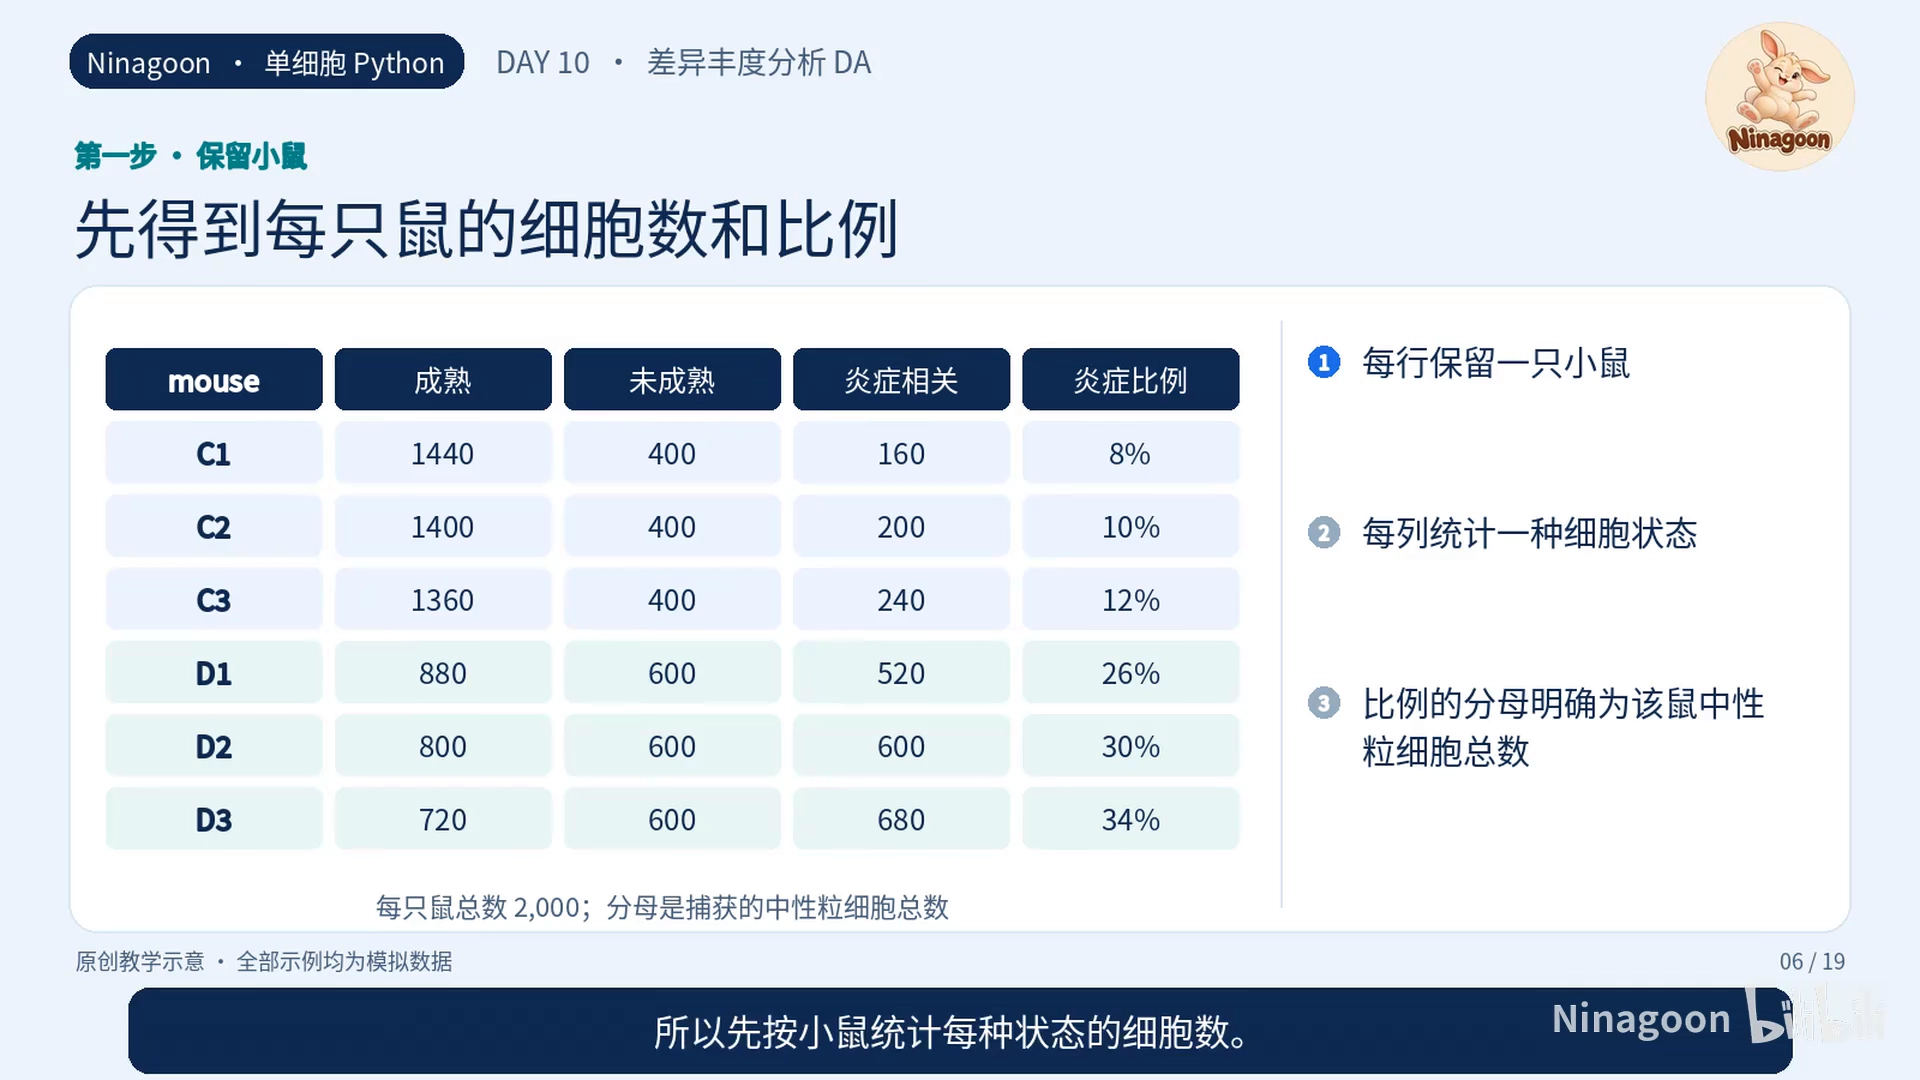 Ninagoon · 单细胞 Python
DAY 10 · 差异丰度分析 DA
Ninagoon
第一步 · 保留小鼠
先得到每只鼠的细胞数和比例
mouse 成熟 未成熟 炎症相关 炎症比例
C1 1440 400 160 8%
C2 1400 400 200 10%
C3 1360 400 240 12%
D1 880 600 520 26%
D2 800 600 600 30%
D3 720 600 680 34%
每只鼠总数 2,000；分母是捕获的中性粒细胞总数
1 每行保留一只小鼠
2 每列统计一种细胞状态
3 比例的分母明确为该鼠中性
粒细胞总数
原创教学示意 · 全部示例均为模拟数据
06 / 19
所以先按小鼠统计每种状态的细胞数。
Ninagoon bilibili